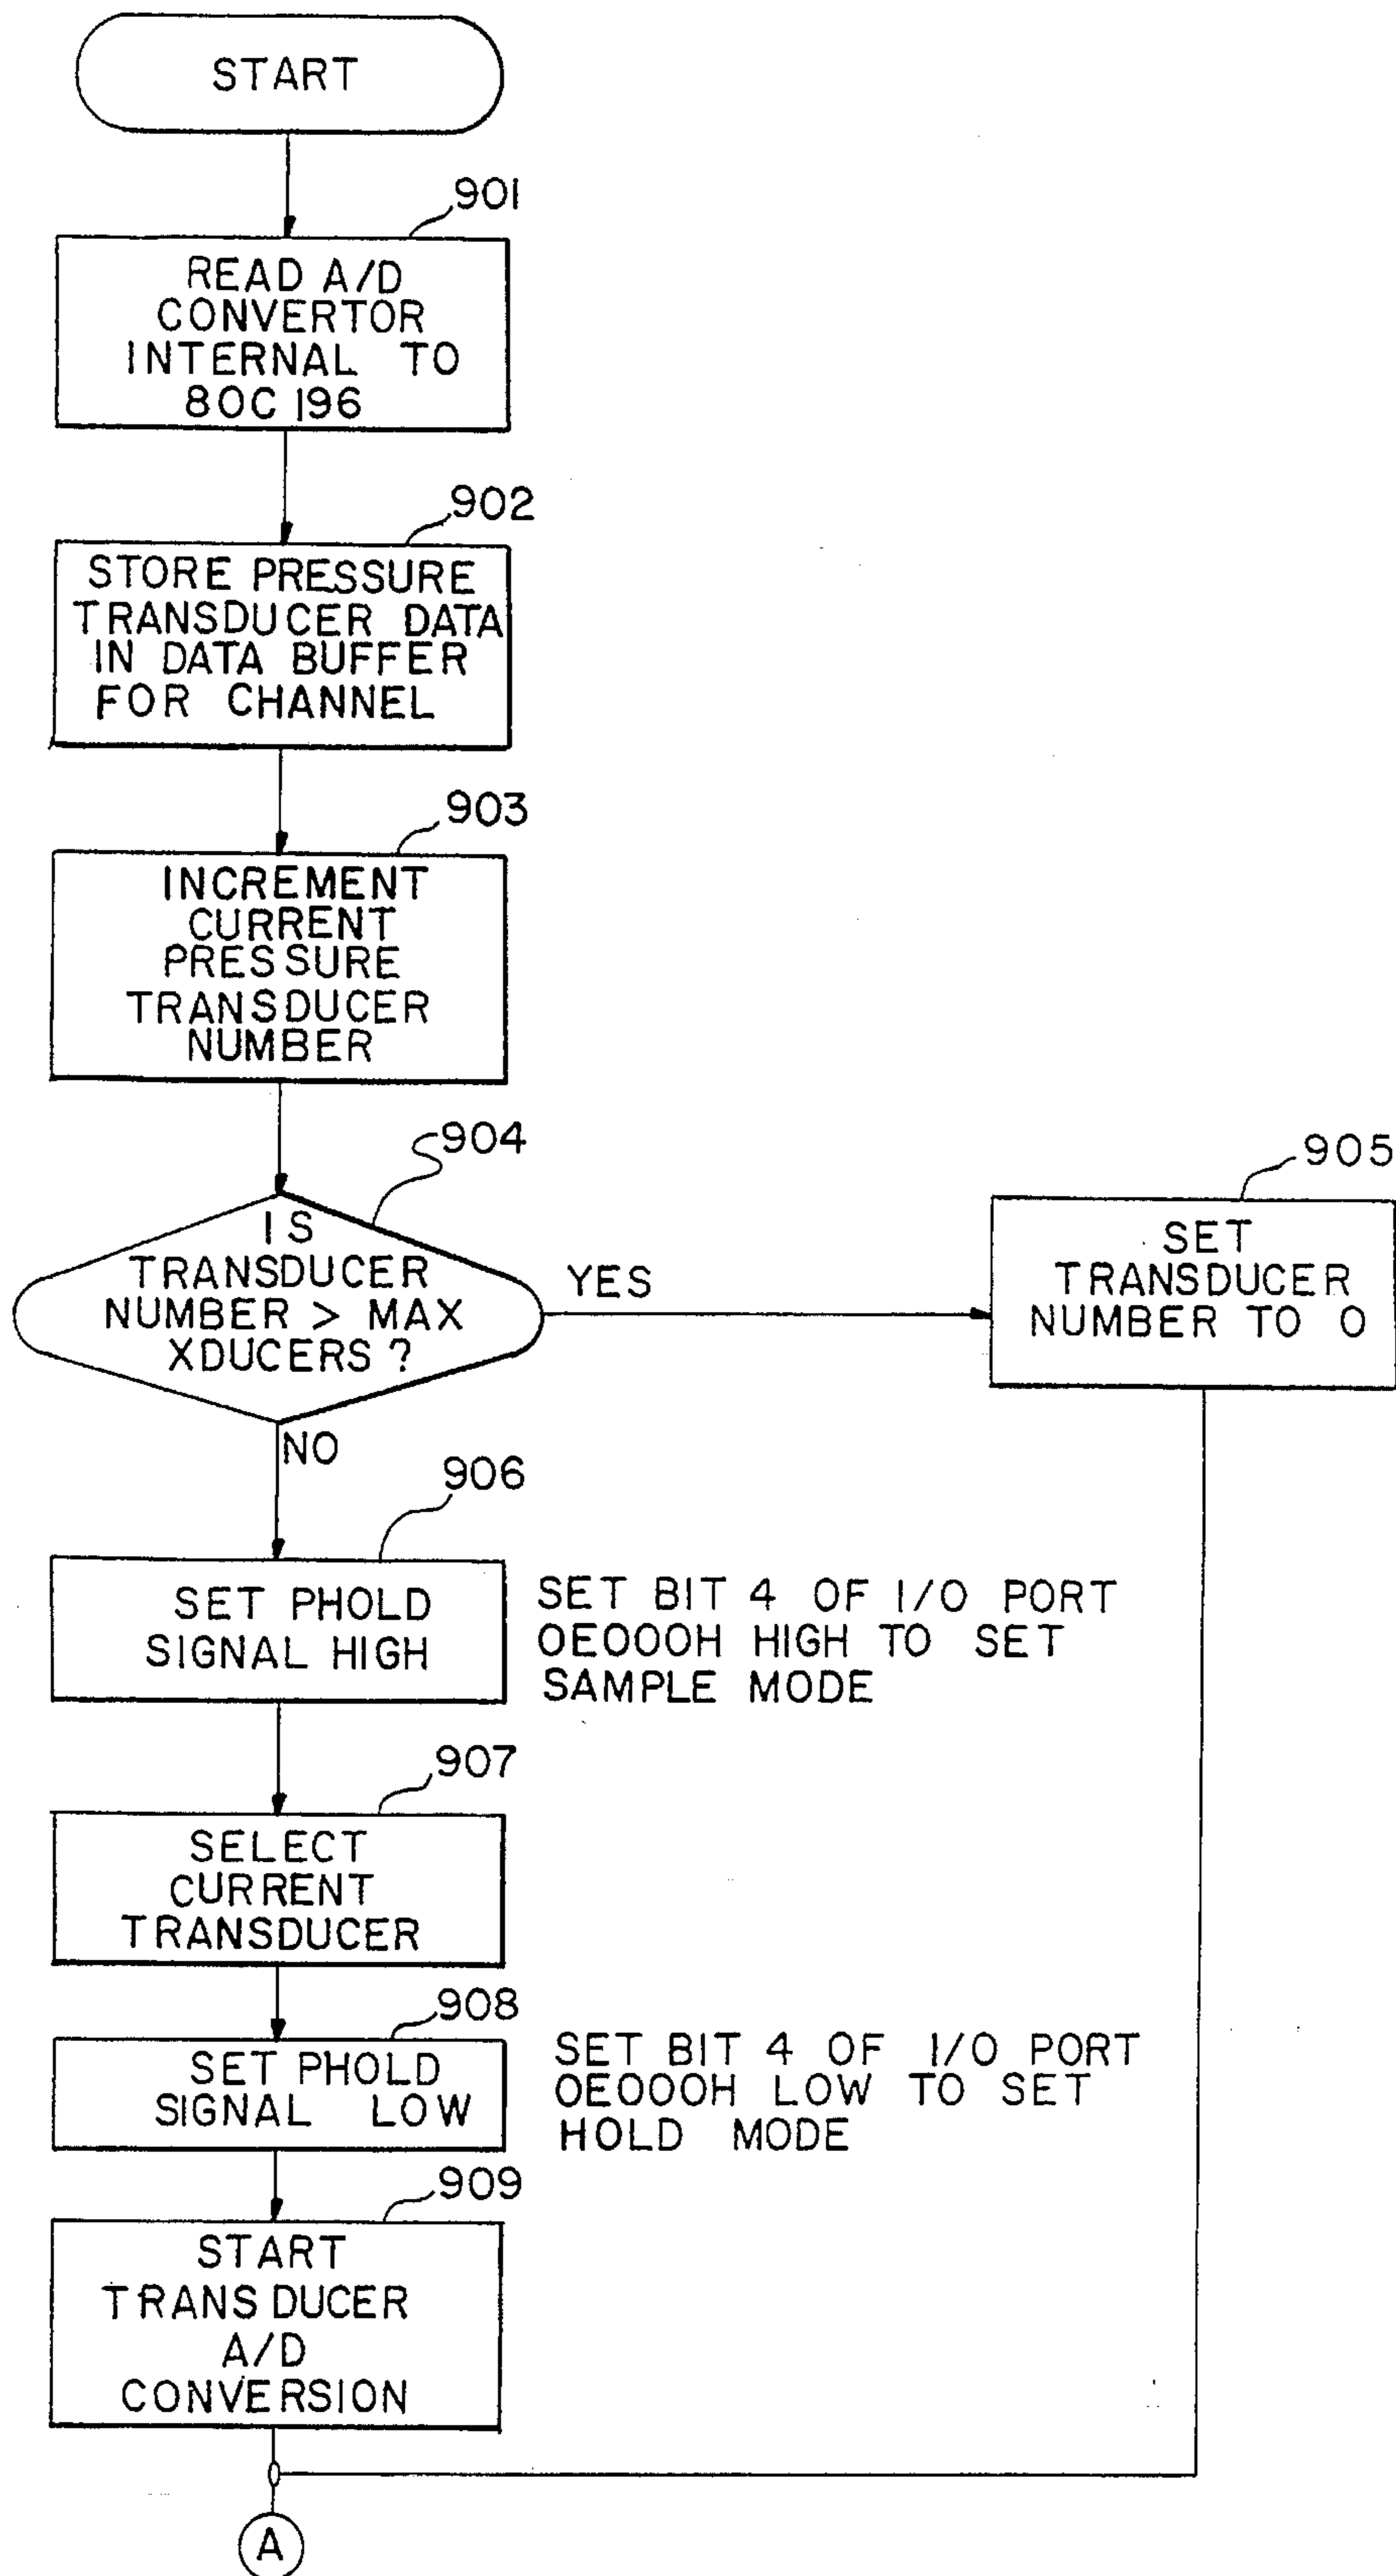 START
901
READ A/D
CONVERTOR
INTERNAL TO
80C 196
902
STORE PRESSURE
TRANSDUCER DATA
IN DATA BUFFER
FOR CHANNEL
903
INCREMENT
CURRENT
PRESSURE
TRANSDUCER
NUMBER
904
IS
TRANSDUCER
NUMBER > MAX
XDUCERS ?
YES
905
SET
TRANSDUCER
NUMBER TO 0
NO
906
SET PHOLD
SIGNAL HIGH
SET BIT 4 OF I/O PORT
0E000H HIGH TO SET
SAMPLE MODE
907
SELECT
CURRENT
TRANSDUCER
908
SET PHOLD
SIGNAL LOW
SET BIT 4 OF I/O PORT
0E000H LOW TO SET
HOLD MODE
909
START
TRANSDUCER
A/D
CONVERSION
A